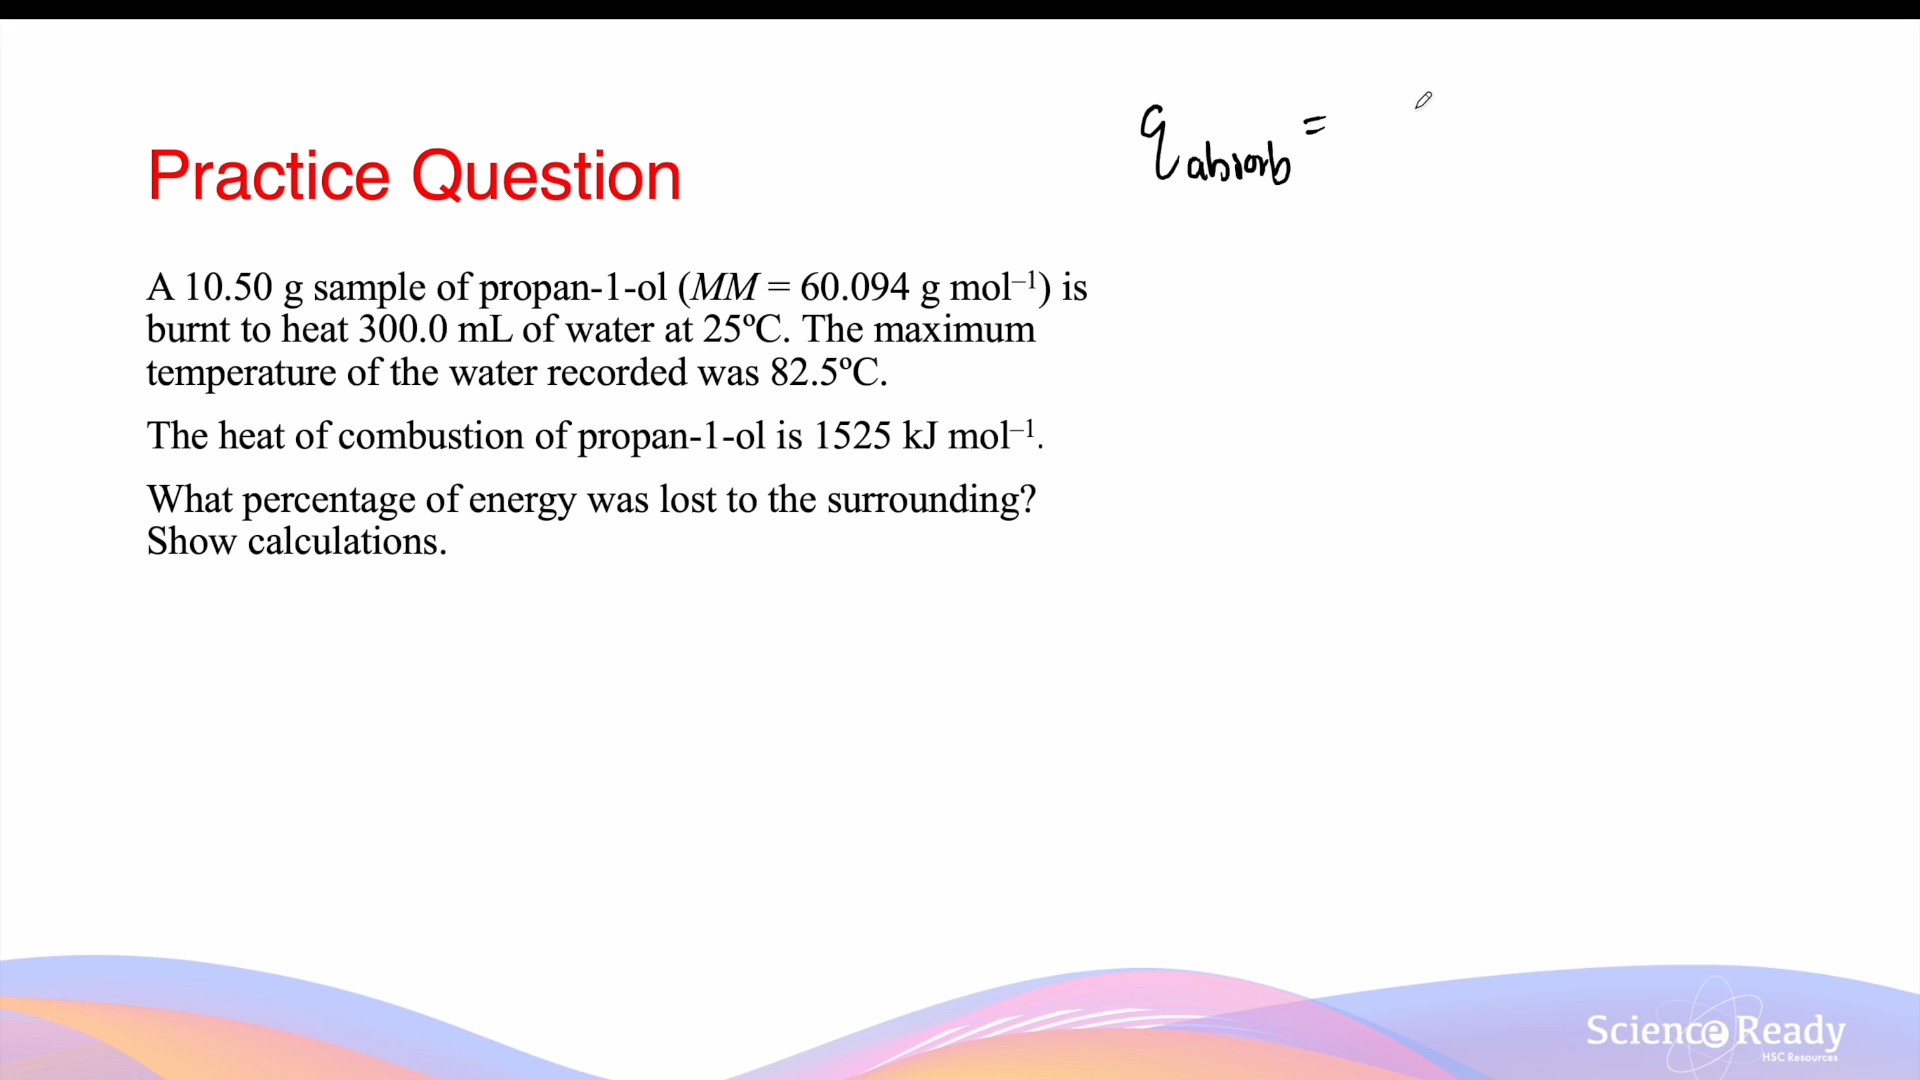 q absorb =
Practice Question
A 10.50 g sample of propan-1-ol (MM = 60.094 g mol⁻¹) is
burnt to heat 300.0 mL of water at 25ºC. The maximum
temperature of the water recorded was 82.5ºC.
The heat of combustion of propan-1-ol is 1525 kJ mol⁻¹.
What percentage of energy was lost to the surrounding?
Show calculations.
Science Ready
HSC Resources